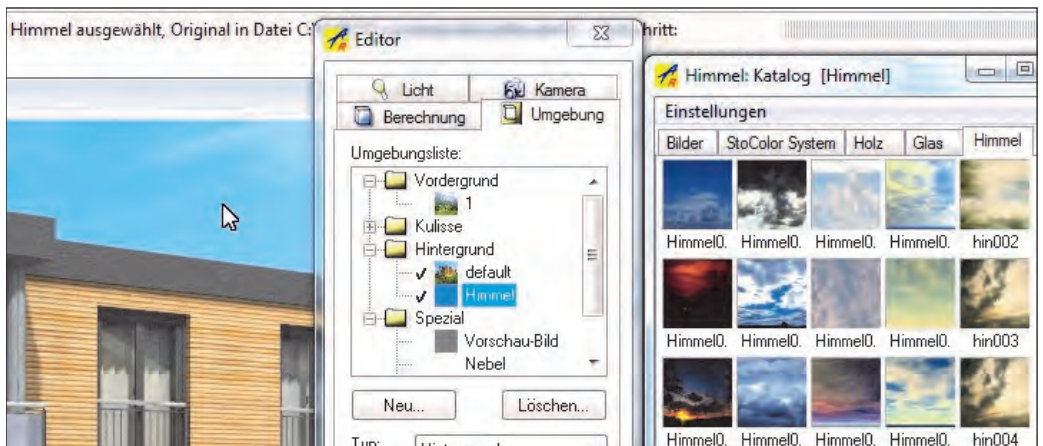 Himmel ausgewählt, Original in Datei C:
hritt:
Editor
Licht
Kamera
Berechnung
Umgebung
Umgebungsliste:
Vordergrund
1
Kulisse
Hintergrund
default
Himmel
Spezial
Vorschau-Bild
Nebel
Neu...
Löschen...
Himmel: Katalog [Himmel]
Einstellungen
Bilder StoColor System Holz Glas Himmel
Himmel0. Himmel0. Himmel0. Himmel0. hin002
Himmel0. Himmel0. Himmel0. Himmel0. hin003
Himmel0. Himmel0. Himmel0. Himmel0. hin004